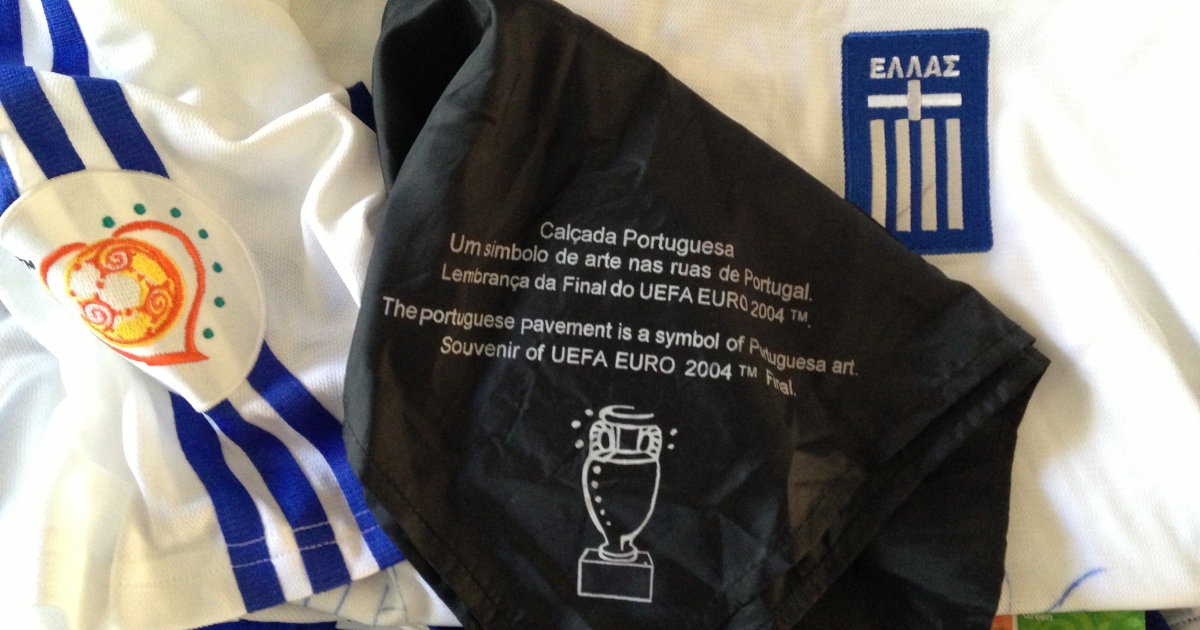 ΕΛΛΑΣ
Calçada Portuguesa
Um simbolo de arte nas ruas de Portugal.
Lembrança da Final do UEFA EURO 2004 ™.
The portuguese pavement is a symbol of Portuguesa art.
Souvenir of UEFA EURO 2004 ™ Final.
TM